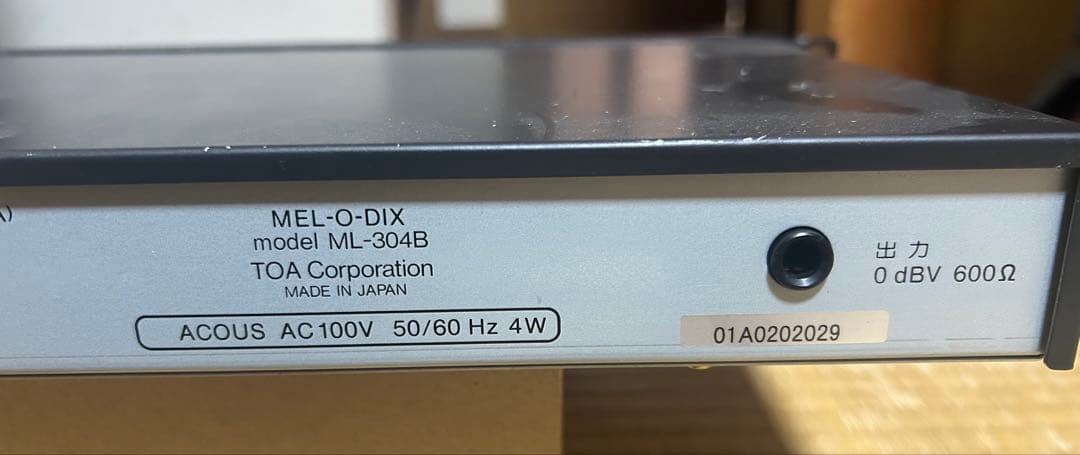 A)
MEL-O-DIX
model ML-304B
TOA Corporation
MADE IN JAPAN
ACOUS AC100V 50/60 Hz 4W
出力
0 dBV 600Ω
01A0202029